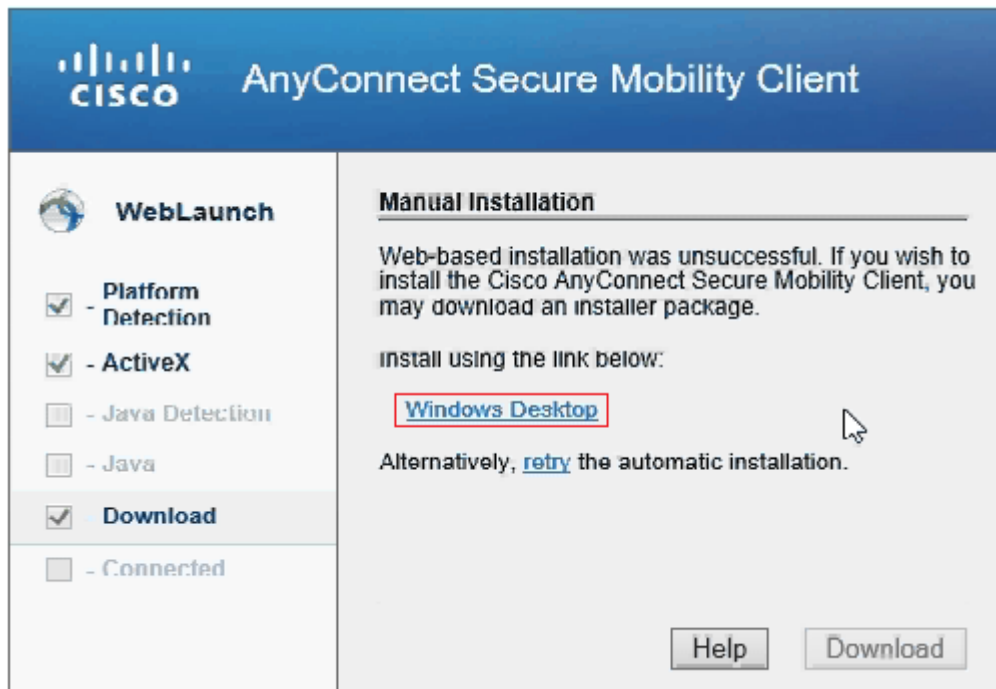 CISCO
AnyConnect Secure Mobility Client
WebLaunch
- Platform
Detection
- ActiveX
- Java Detection
- Java
- Download
- Connected
Manual Installation
Web-based installation was unsuccessful. If you wish to
install the Cisco AnyConnect Secure Mobility Client, you
may download an installer package.
Install using the link below:
Windows Desktop
Alternatively, retry the automatic installation.
Help
Download